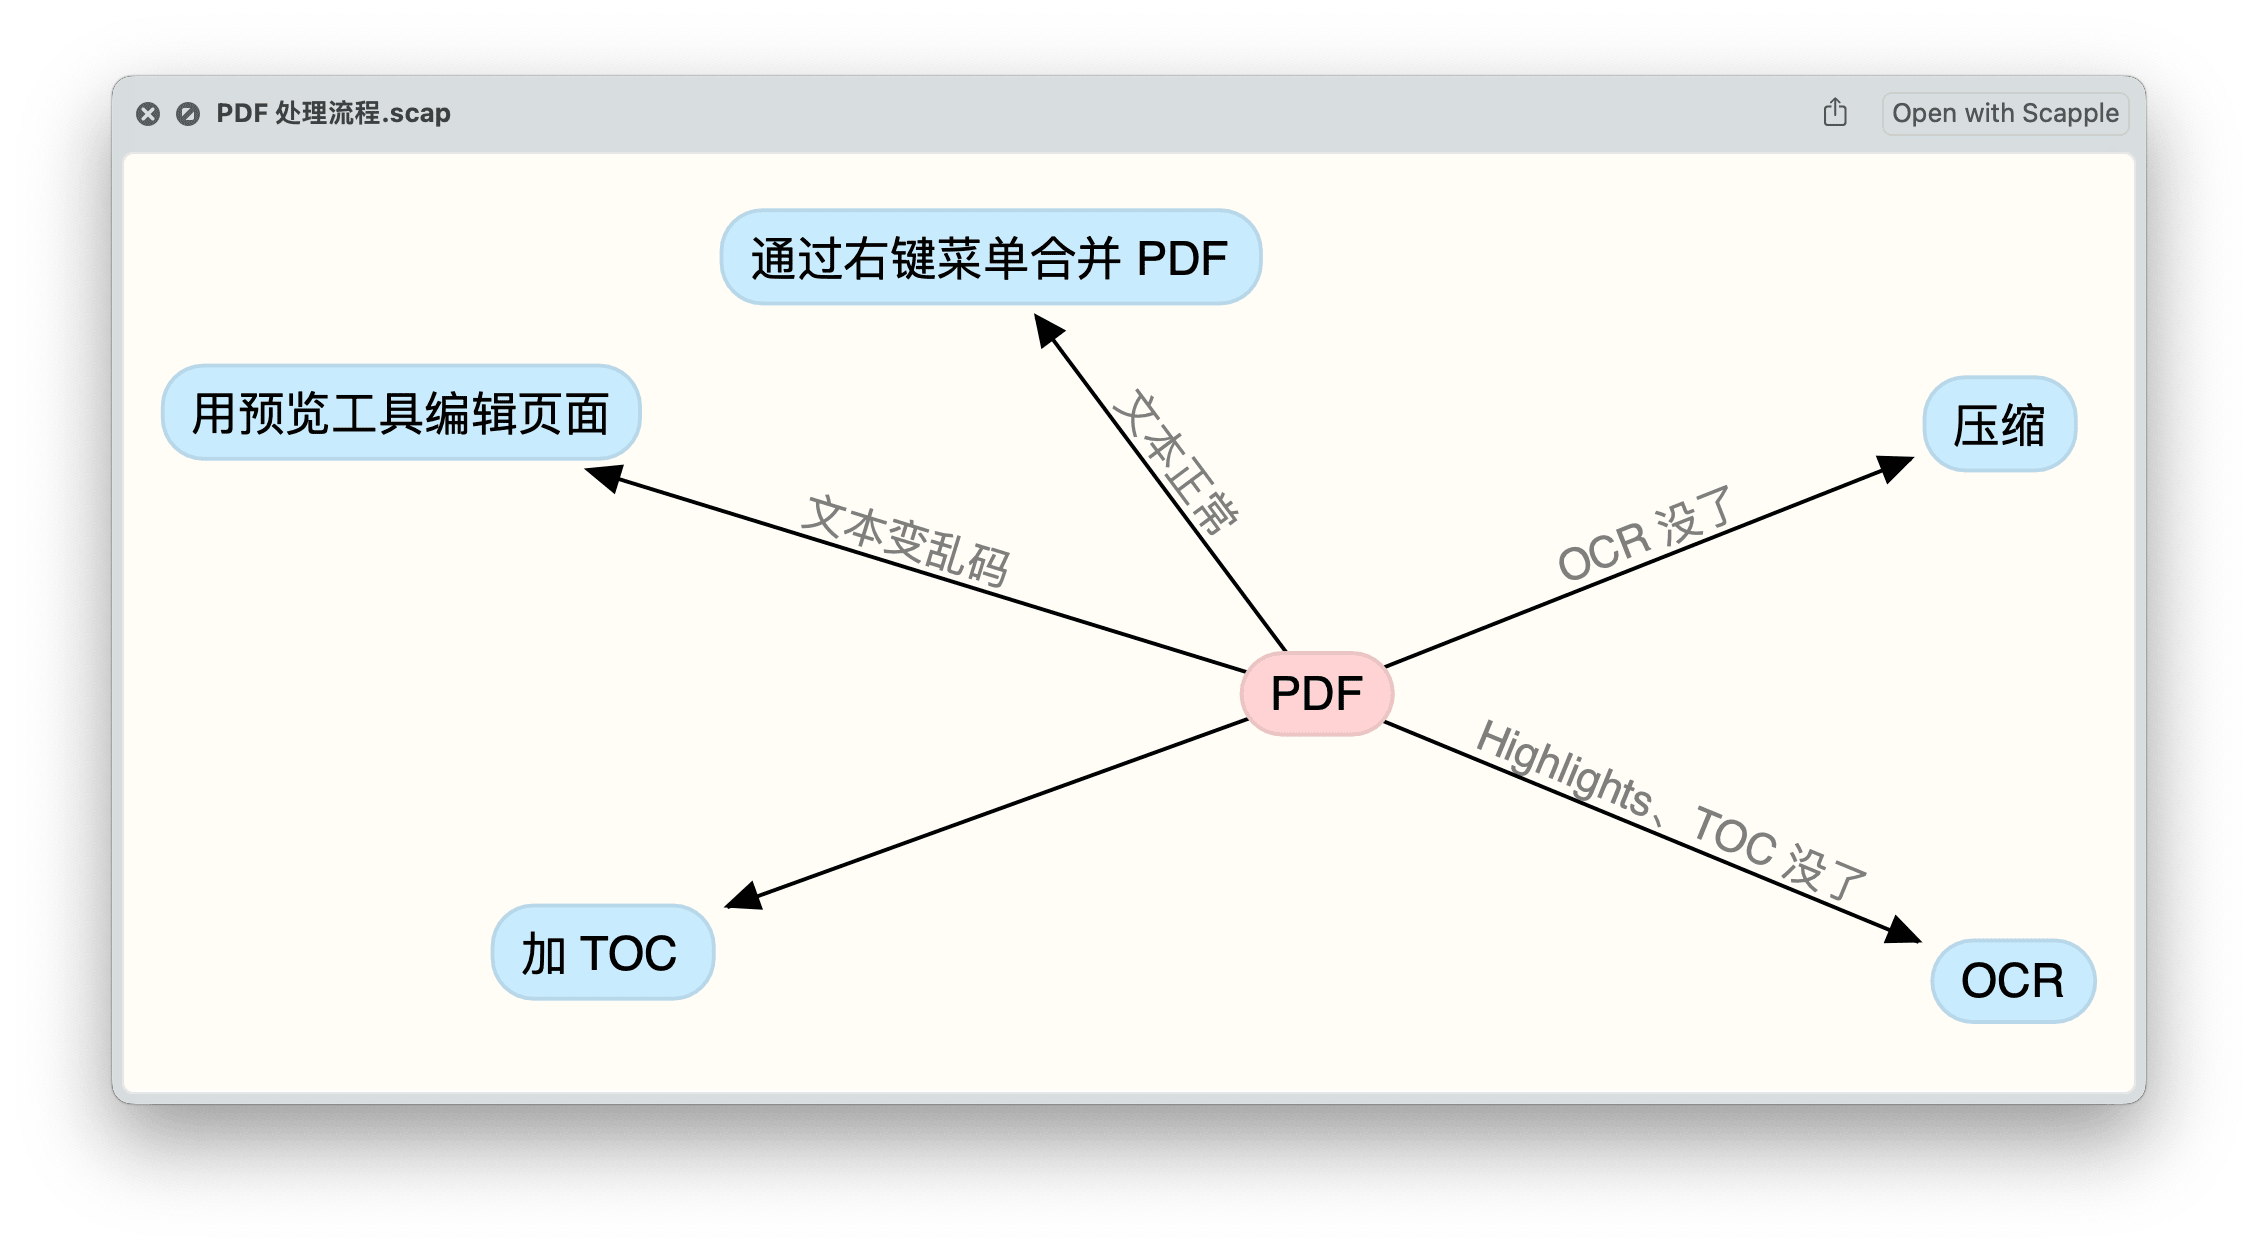 PDF 处理流程.scap
Open with Scapple
通过右键菜单合并 PDF
用预览工具编辑页面
压缩
文本正常
文本变乱码
OCR 没了
PDF
Highlights、TOC 没了
加 TOC
OCR